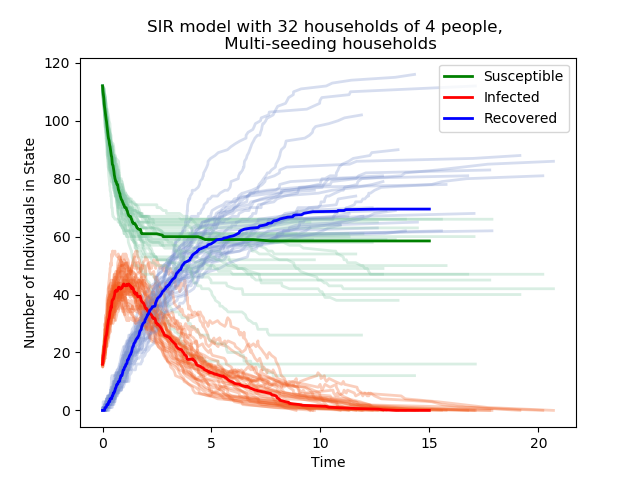 SIR model with 32 households of 4 people,
Multi-seeding households
Susceptible
Infected
Recovered
120
100
80
60
40
20
0
Number of Individuals in State
0 5 10 15 20
Time